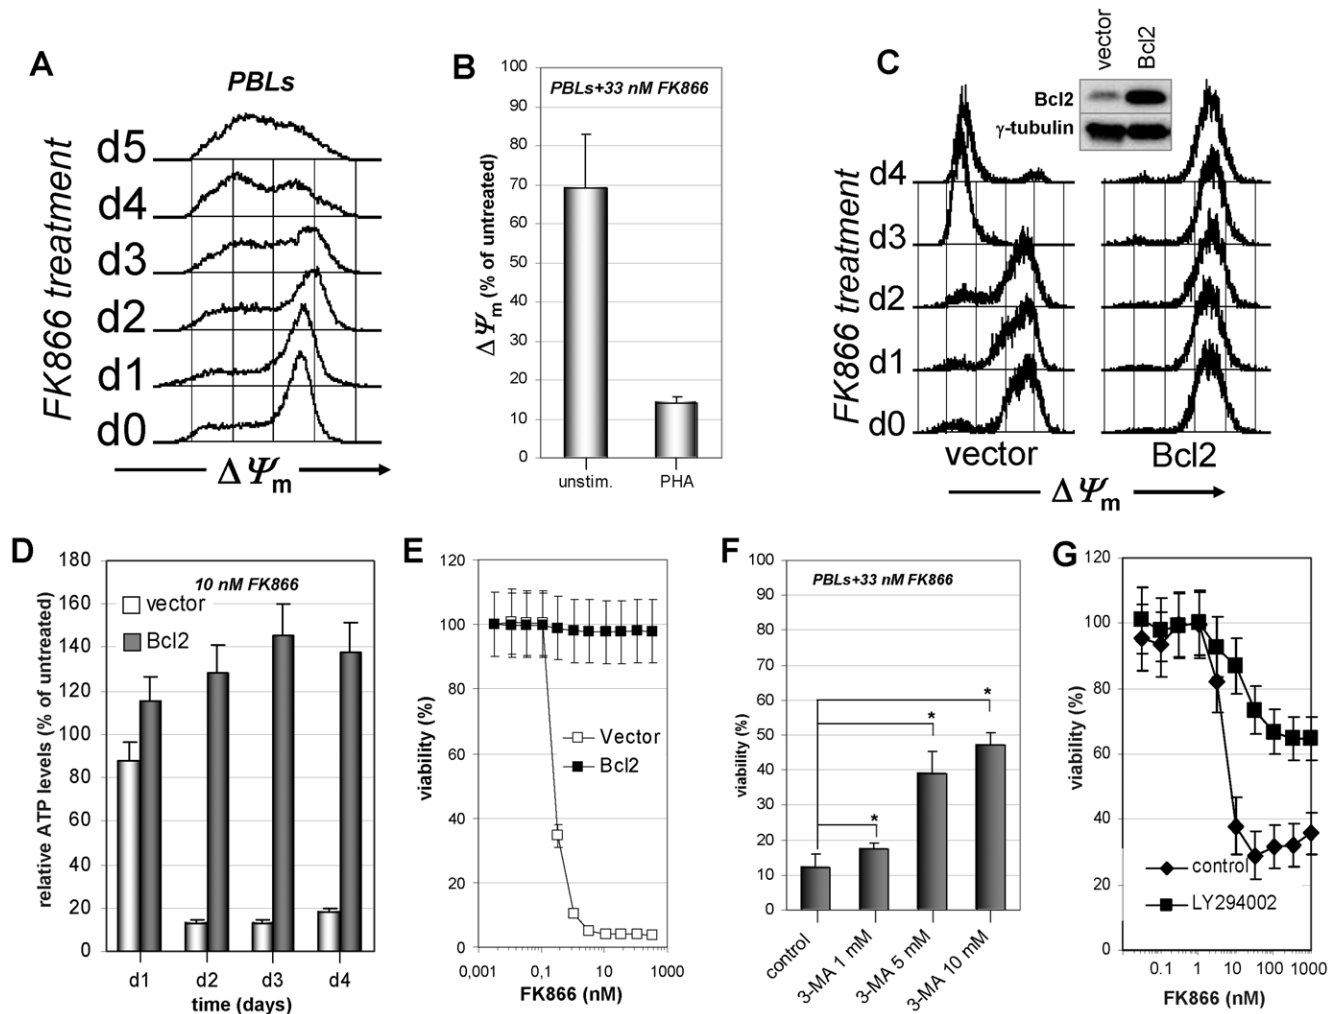 A
PBLs
FK866 treatment
d5
d4
d3
d2
d1
d0
ΔΨm
B
PBLs+33 nM FK866
ΔΨm (% of untreated)
100
90
80
70
60
50
40
30
20
10
0
unstim.
PHA
C
vector
Bcl2
Bcl2
γ-tubulin
FK866 treatment
d4
d3
d2
d1
d0
vector
Bcl2
ΔΨm
D
10 nM FK866
vector
Bcl2
relative ATP levels (% of untreated)
180
160
140
120
100
80
60
40
20
0
d1
d2
d3
d4
time (days)
E
viability (%)
120
100
80
60
40
20
0
Vector
Bcl2
0,001
0,1
10
1000
FK866 (nM)
F
PBLs+33 nM FK866
viability (%)
100
90
80
70
60
50
40
30
20
10
0
*
*
*
control
3-MA 1 mM
3-MA 5 mM
3-MA 10 mM
G
viability (%)
120
100
80
60
40
20
0
control
LY294002
0.1
1
10
100
1000
FK866 (nM)